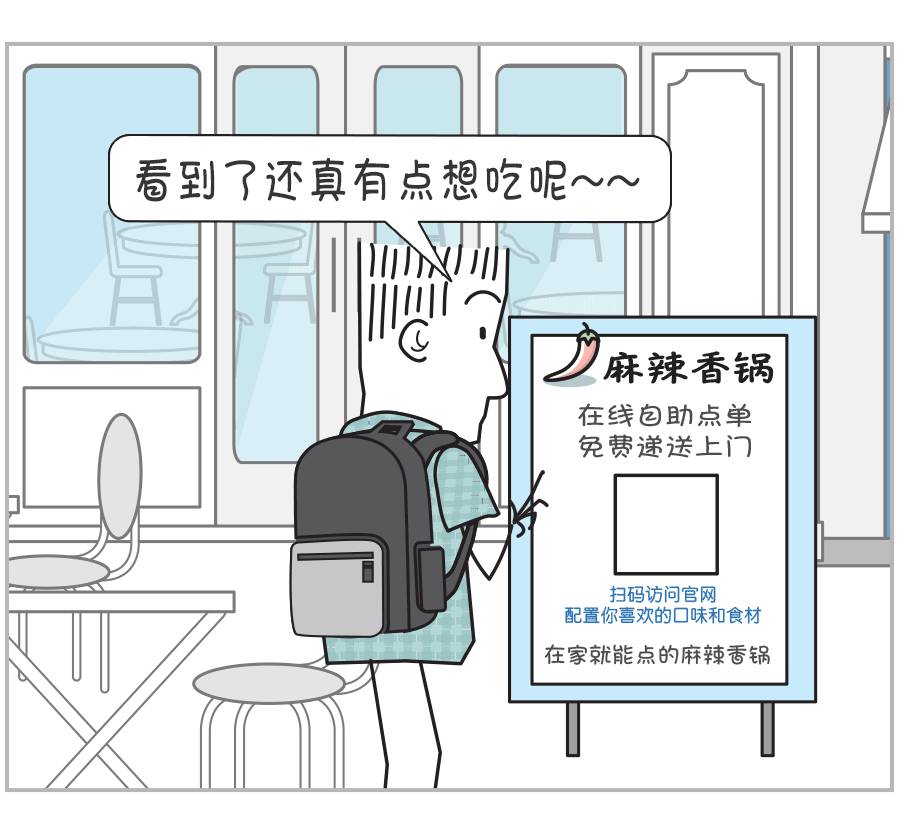 看到了还真有点想吃呢～～
麻辣香锅
在线自助点单
免费递送上门
扫码访问官网
配置你喜欢的口味和食材
在家就能点的麻辣香锅